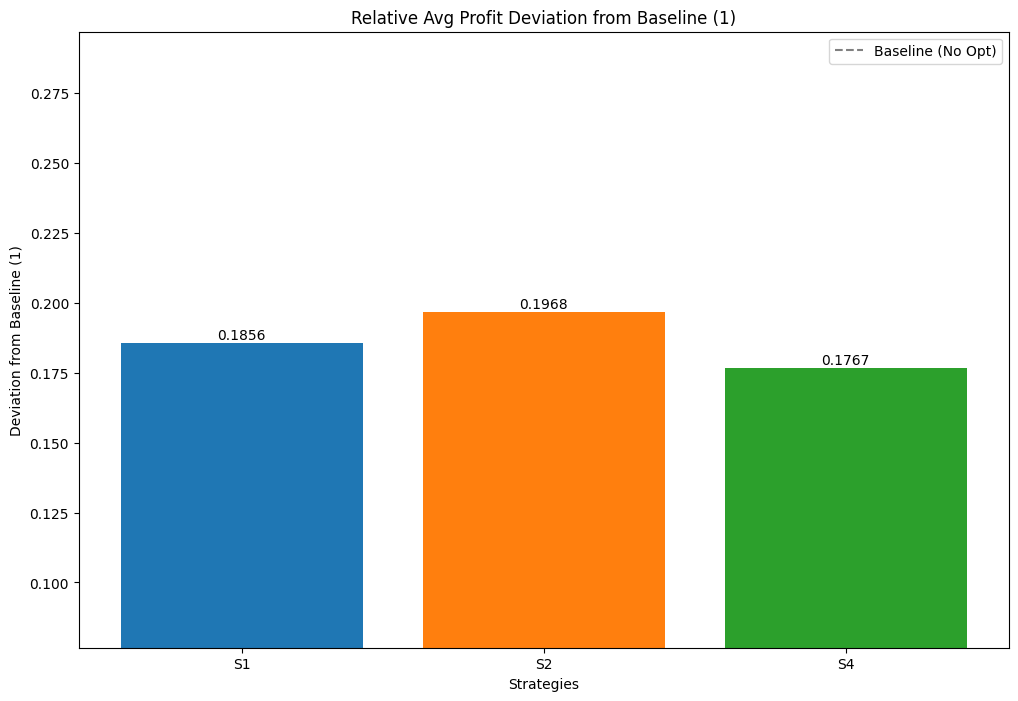 Relative Avg Profit Deviation from Baseline (1)
Baseline (No Opt)
0.275
0.250
0.225
0.200
0.175
0.150
0.125
0.100
Deviation from Baseline (1)
0.1856
0.1968
0.1767
S1
S2
S4
Strategies